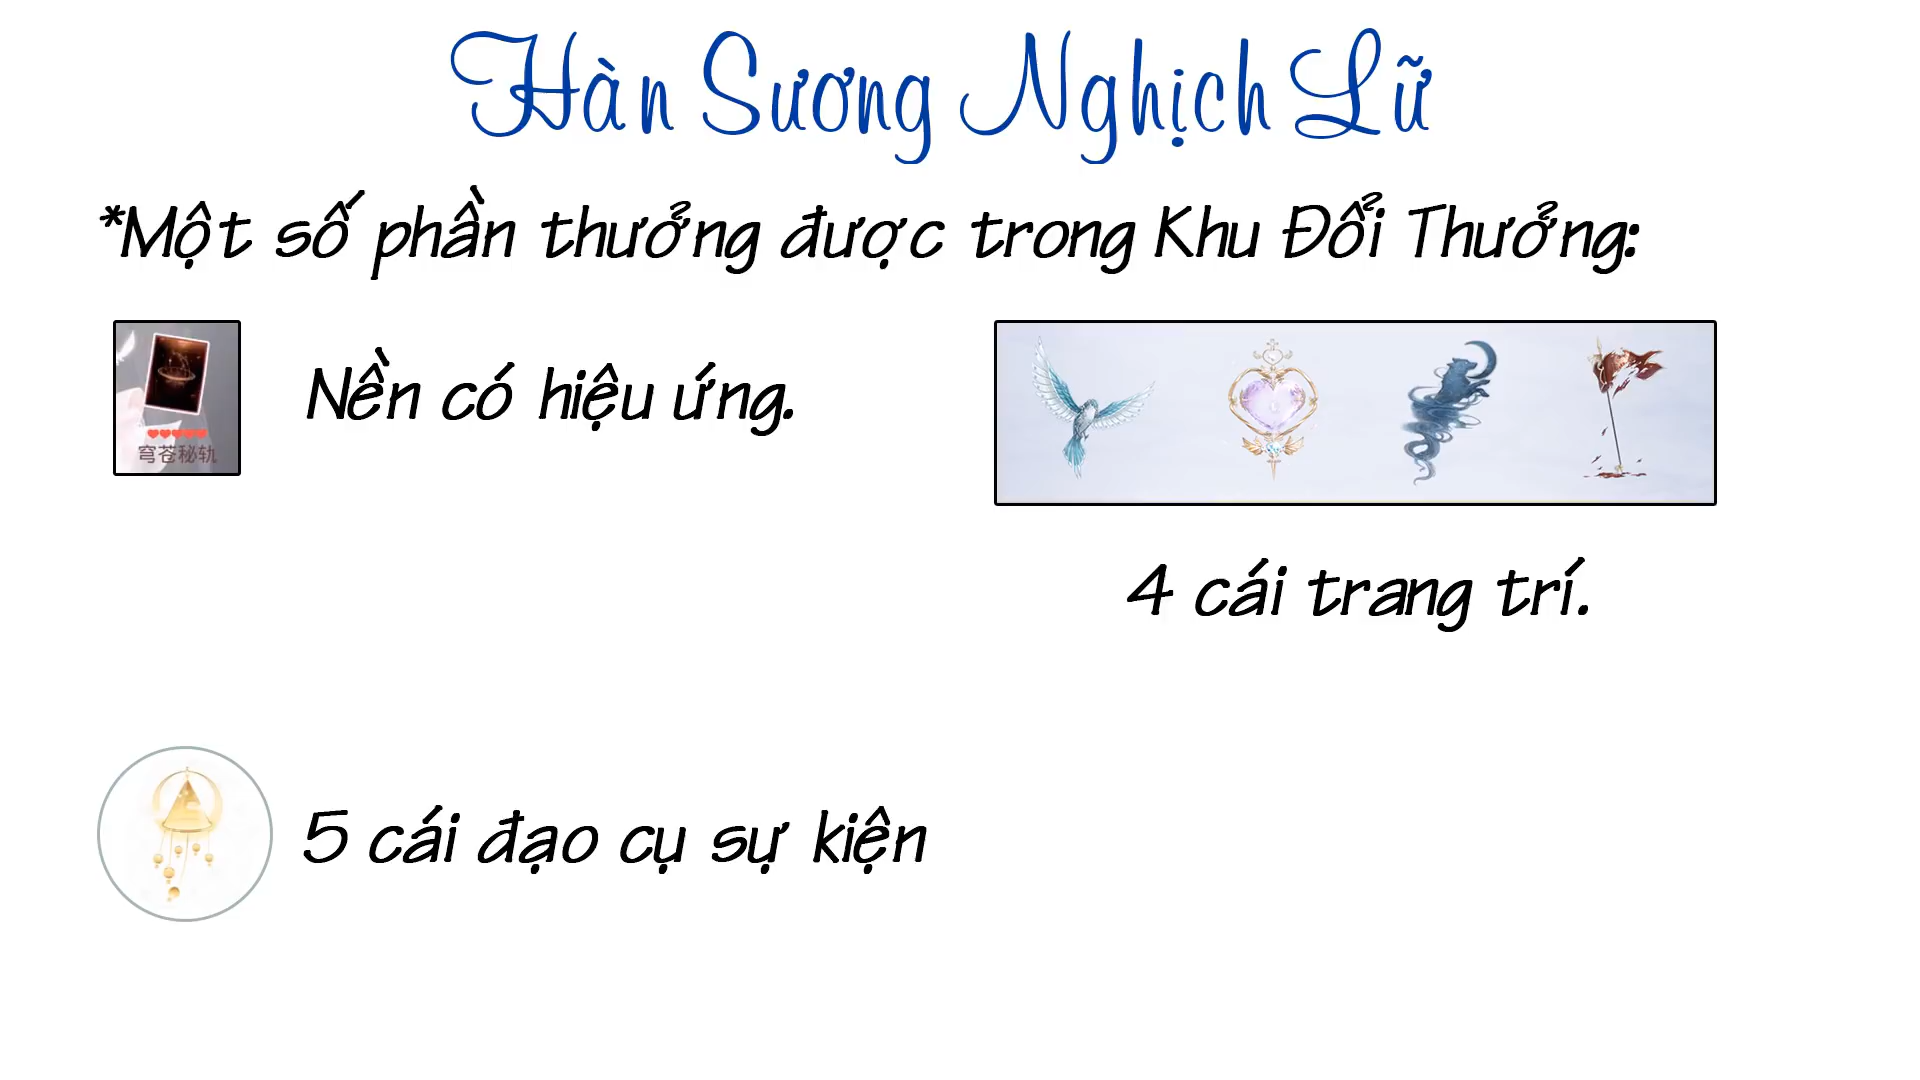 Hàn Sương Nghịch Lữ
*Một số phần thưởng được trong Khu Đổi Thưởng:
Nền có hiệu ứng.
穹苍秘轨
4 cái trang trí.
5 cái đạo cụ sự kiện